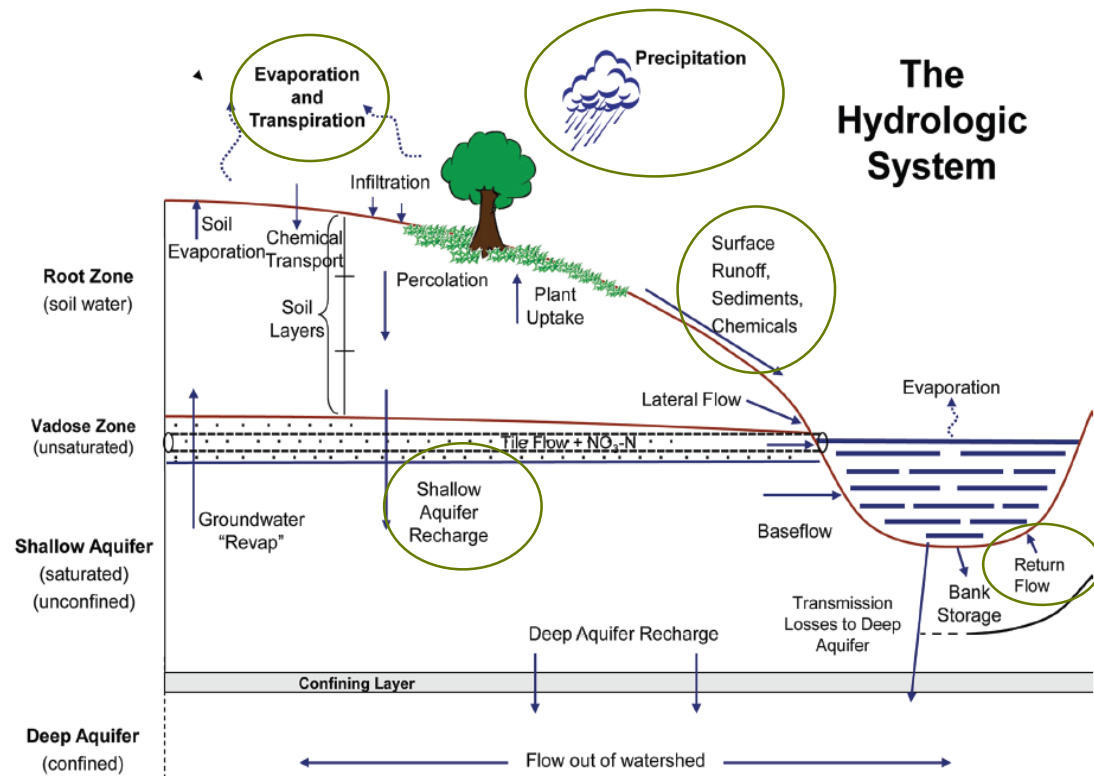 Evaporation
and
Transpiration
Precipitation
The
Hydrologic
System
Infiltration
Soil
Evaporation
Chemical
Transport
Root Zone
(soil water)
Soil
Layers
Percolation
Plant
Uptake
Surface
Runoff,
Sediments,
Chemicals
Evaporation
Lateral Flow
Vadose Zone
(unsaturated)
Tile Flow + NO3-N
Shallow
Aquifer
Recharge
Groundwater
"Revap"
Baseflow
Shallow Aquifer
(saturated)
(unconfined)
Return
Flow
Bank
Storage
Transmission
Losses to Deep
Aquifer
Deep Aquifer Recharge
Confining Layer
Deep Aquifer
(confined)
Flow out of watershed